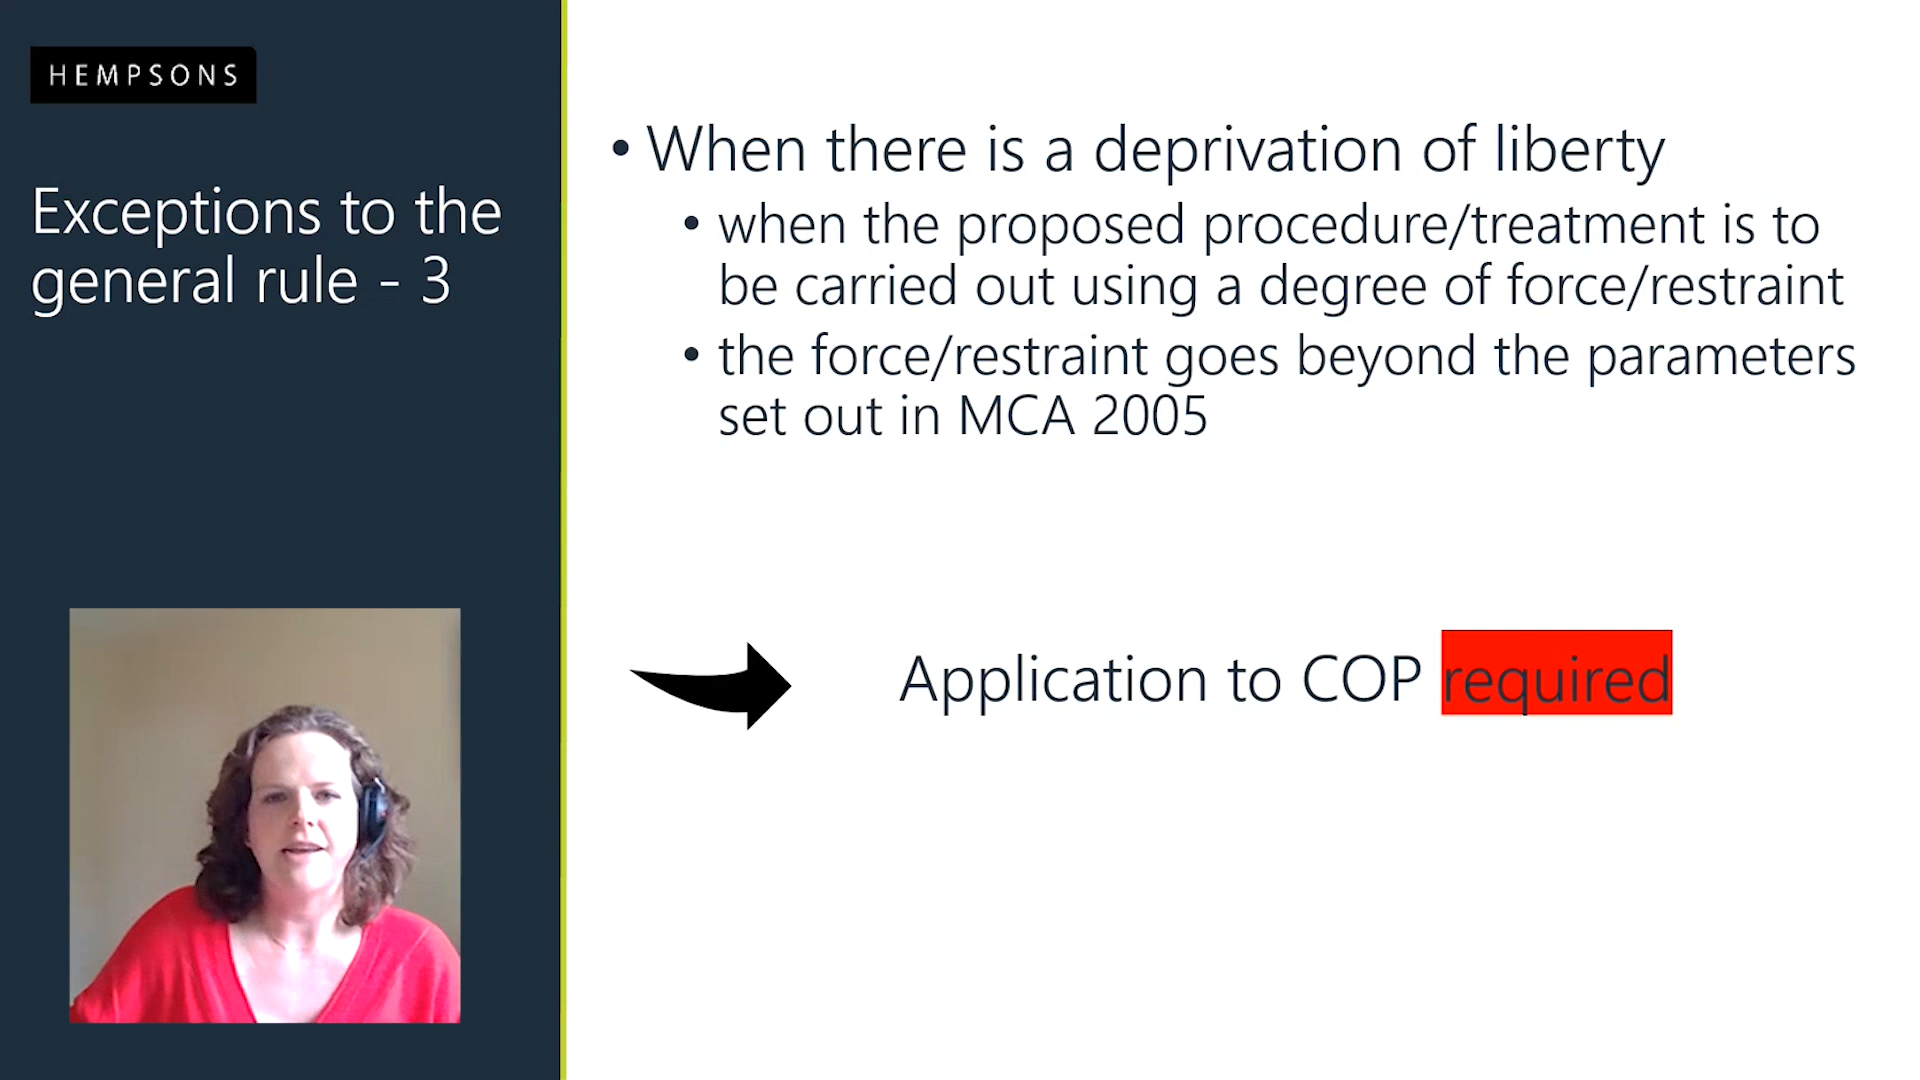 HEMPSONS
Exceptions to the
general rule - 3
• When there is a deprivation of liberty
• when the proposed procedure/treatment is to
be carried out using a degree of force/restraint
• the force/restraint goes beyond the parameters
set out in MCA 2005
Application to COP required